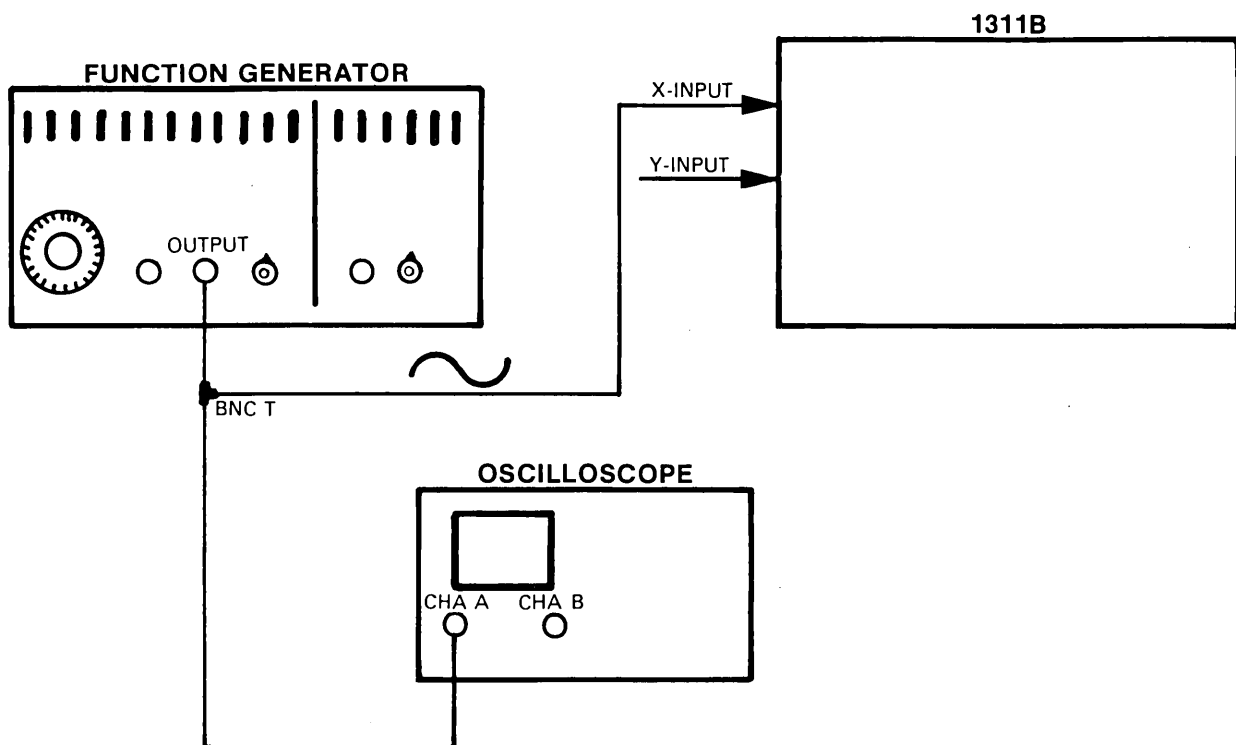 1311B
FUNCTION GENERATOR
X-INPUT
Y-INPUT
OUTPUT
BNC T
OSCILLOSCOPE
CHA A CHA B